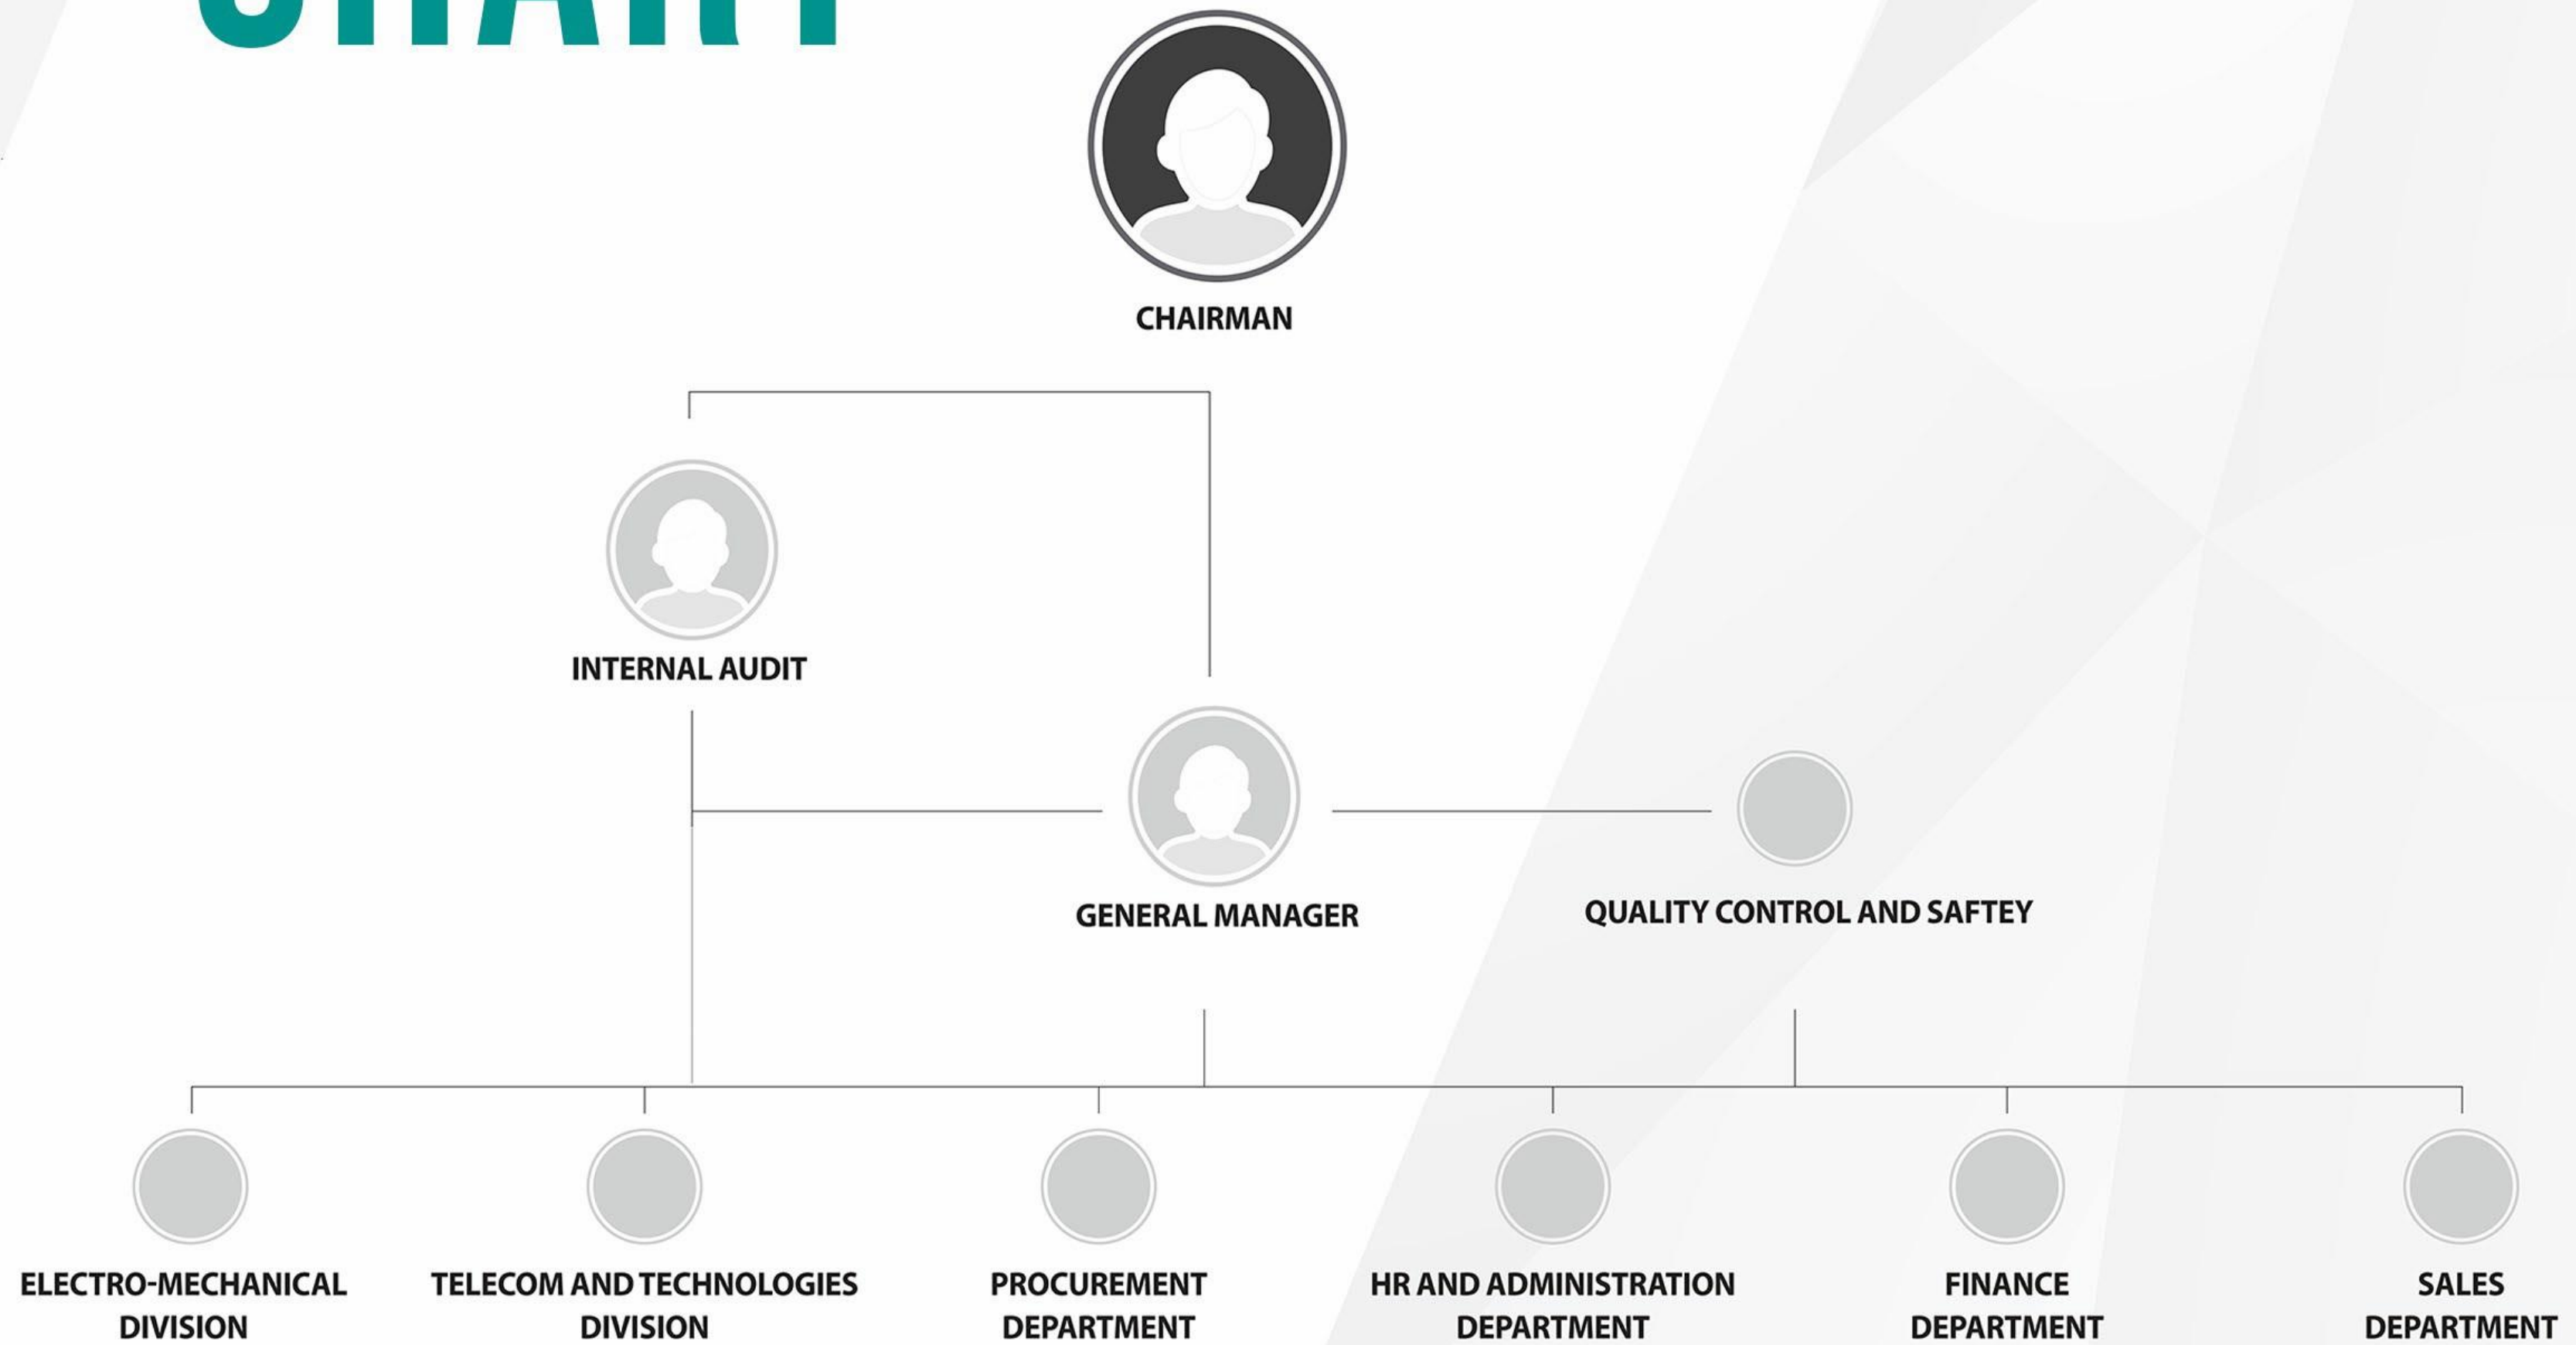 CHART
CHAIRMAN
INTERNAL AUDIT
GENERAL MANAGER
QUALITY CONTROL AND SAFTEY
ELECTRO-MECHANICAL
DIVISION
TELECOM AND TECHNOLOGIES
DIVISION
PROCUREMENT
DEPARTMENT
HR AND ADMINISTRATION
DEPARTMENT
FINANCE
DEPARTMENT
SALES
DEPARTMENT